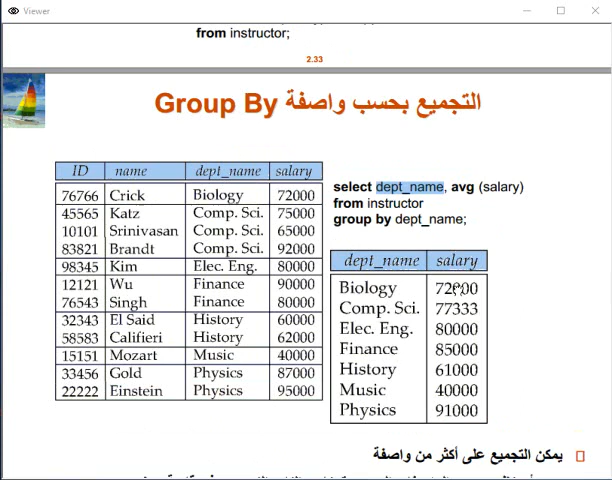 Viewer
from instructor;
2.33
التجميع بحسب واصفة Group By
ID name dept_name salary
76766 Crick Biology 72000
45565 Katz Comp. Sci. 75000
10101 Srinivasan Comp. Sci. 65000
83821 Brandt Comp. Sci. 92000
98345 Kim Elec. Eng. 80000
12121 Wu Finance 90000
76543 Singh Finance 80000
32343 El Said History 60000
58583 Califieri History 62000
15151 Mozart Music 40000
33456 Gold Physics 87000
22222 Einstein Physics 95000
select dept_name, avg (salary)
from instructor
group by dept_name;
dept_name salary
Biology 72000
Comp. Sci. 77333
Elec. Eng. 80000
Finance 85000
History 61000
Music 40000
Physics 91000
يمكن التجميع على أكثر من واصفة